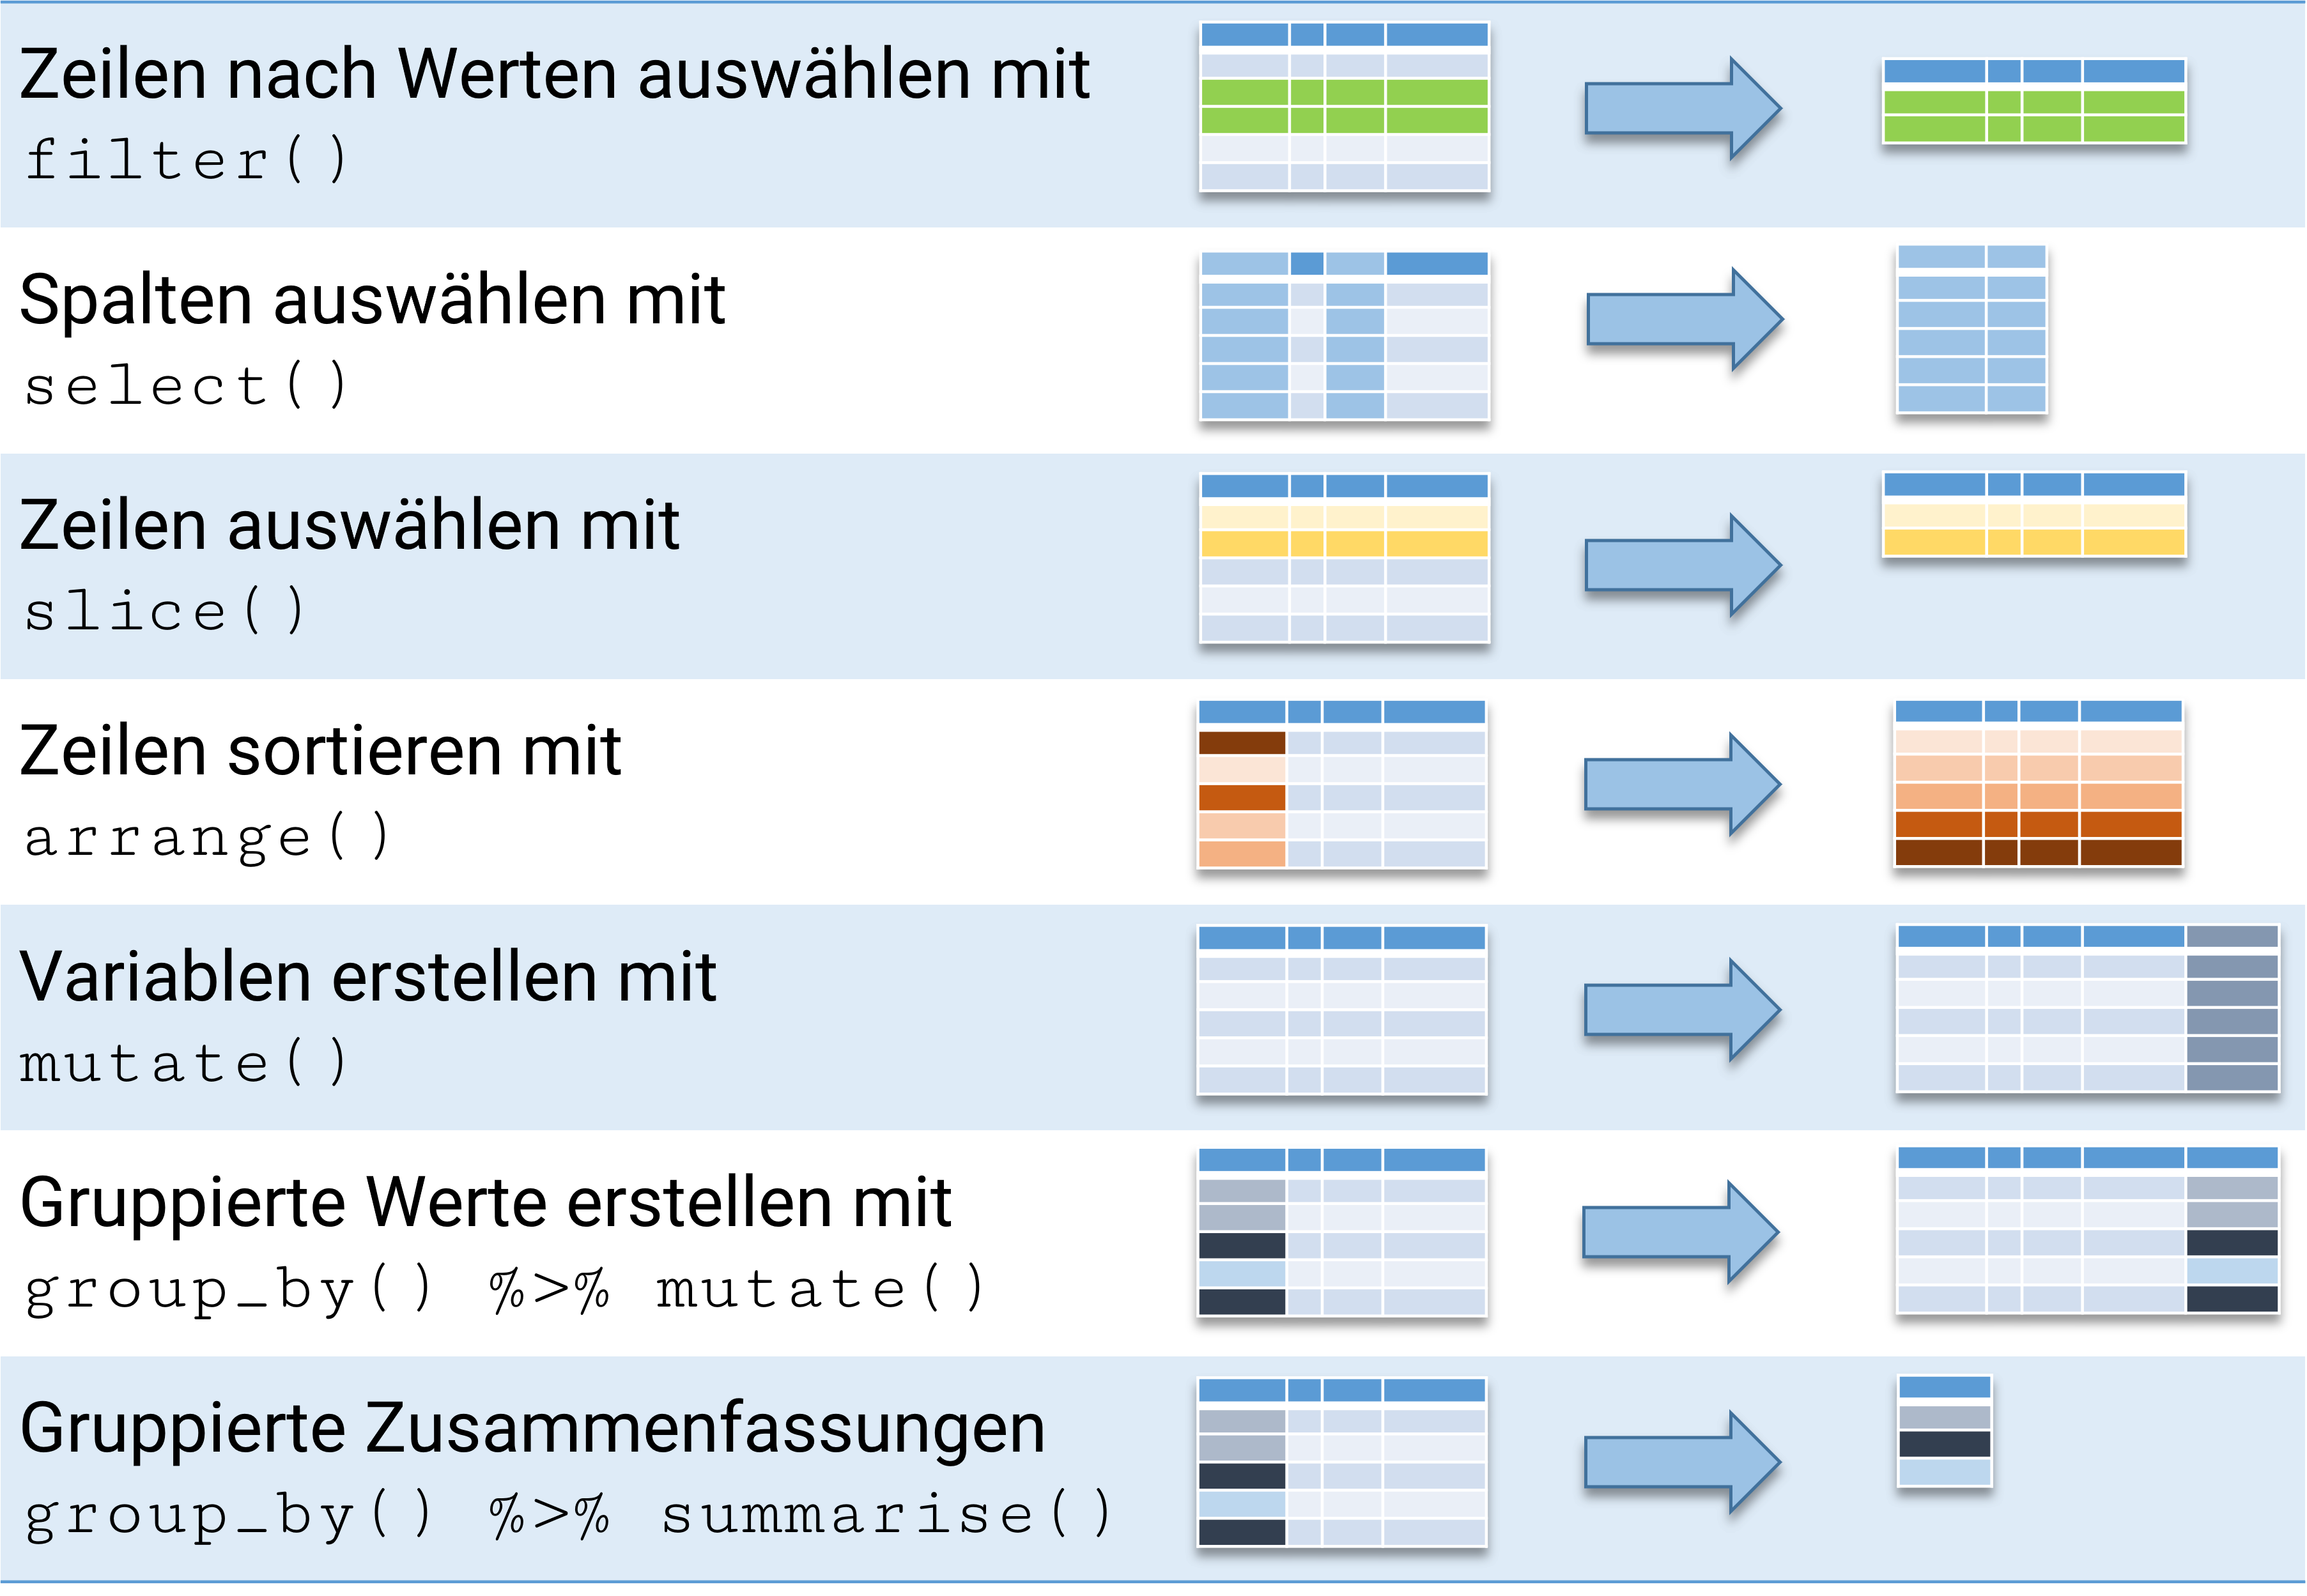 Zeilen nach Werten auswählen mit
filter()
Spalten auswählen mit
select()
Zeilen auswählen mit
slice()
Zeilen sortieren mit
arrange()
Variablen erstellen mit
mutate()
Gruppierte Werte erstellen mit
group_by() %>% mutate()
Gruppierte Zusammenfassungen
group_by() %>% summarise()